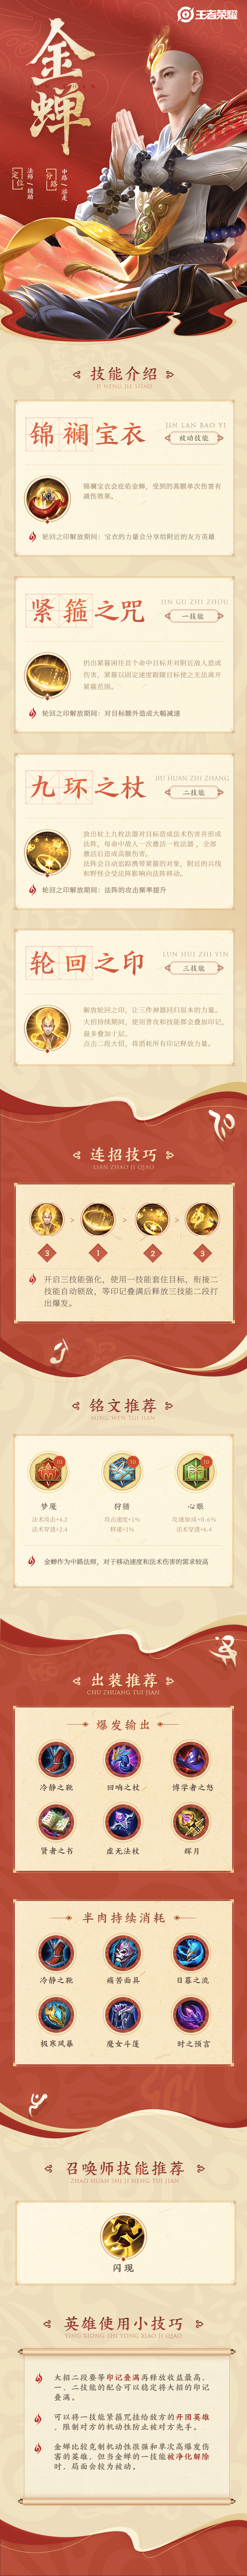 王者荣耀
金蝉
定位
法师/辅助
分路
中路/游走
技能介绍
JI NENG JIE SHAO
锦襕宝衣
JIN LAN BAO YI
被动技能
锦襕宝衣会庇佑金蝉，受到的高额单次伤害有
减伤效果。
轮回之印解放期间：宝衣的力量会分享给附近的友方英雄
紧箍之咒
JIN GU ZHI ZHOU
一技能
扔出紧箍困住首个命中目标并对附近敌人造成
伤害，紧箍以固定速度跟随目标使之无法离开
紧箍范围。
轮回之印解放期间：对目标额外造成大幅减速
九环之杖
JIU HUAN ZHI ZHANG
二技能
放出杖上九枚法器对目标造成法术伤害并形成
法阵，每命中敌人一次激活一枚法器，全部
激活后造成高额伤害。
法阵会自动追踪携带紧箍的对象，附近的兵线
和野怪会受法阵影响向法阵移动。
轮回之印解放期间：法阵的攻击频率提升
轮回之印
LUN HUI ZHI YIN
三技能
解放轮回之印，让三件神器回归原本的力量。
大招持续期间，使用普攻和技能都会叠加印记，
最多叠加十层。
点击二段大招，将消耗所有印记释放力量。
连招技巧
LIAN ZHAO JI QIAO
3 > 1 > 2 > 3
开启三技能强化，使用一技能套住目标，衔接二
技能自动锁敌，等印记叠满后释放三技能二段打
出爆发。
铭文推荐
MING WEN TUI JIAN
10
10
10
梦魇
狩猎
心眼
法术攻击+4.2
攻击速度+1%
攻速加成+0.6%
法术穿透+2.4
移速+1%
法术穿透+6.4
金蝉作为中路法师，对于移动速度和法术伤害的需求较高
出装推荐
CHU ZHUANG TUI JIAN
爆发输出
冷静之靴
回响之杖
博学者之怒
贤者之书
虚无法杖
辉月
半肉持续消耗
冷静之靴
痛苦面具
日暮之流
极寒风暴
魔女斗篷
时之预言
召唤师技能推荐
ZHAO HUAN SHI JI NENG TUI JIAN
闪现
英雄使用小技巧
YING XIONG SHI YONG XIAO JI QIAO
大招二段要等印记叠满再释放收益最高，
一、二技能的配合可以稳定将大招的印记
叠满。
可以将一技能紧箍咒挂给敌方的开团英雄
，限制对方的机动性防止被对方先手。
金蝉比较克制机动性很强和单次高爆发伤
害的英雄，但当金蝉的一技能被净化解除
时，局面会较为被动。